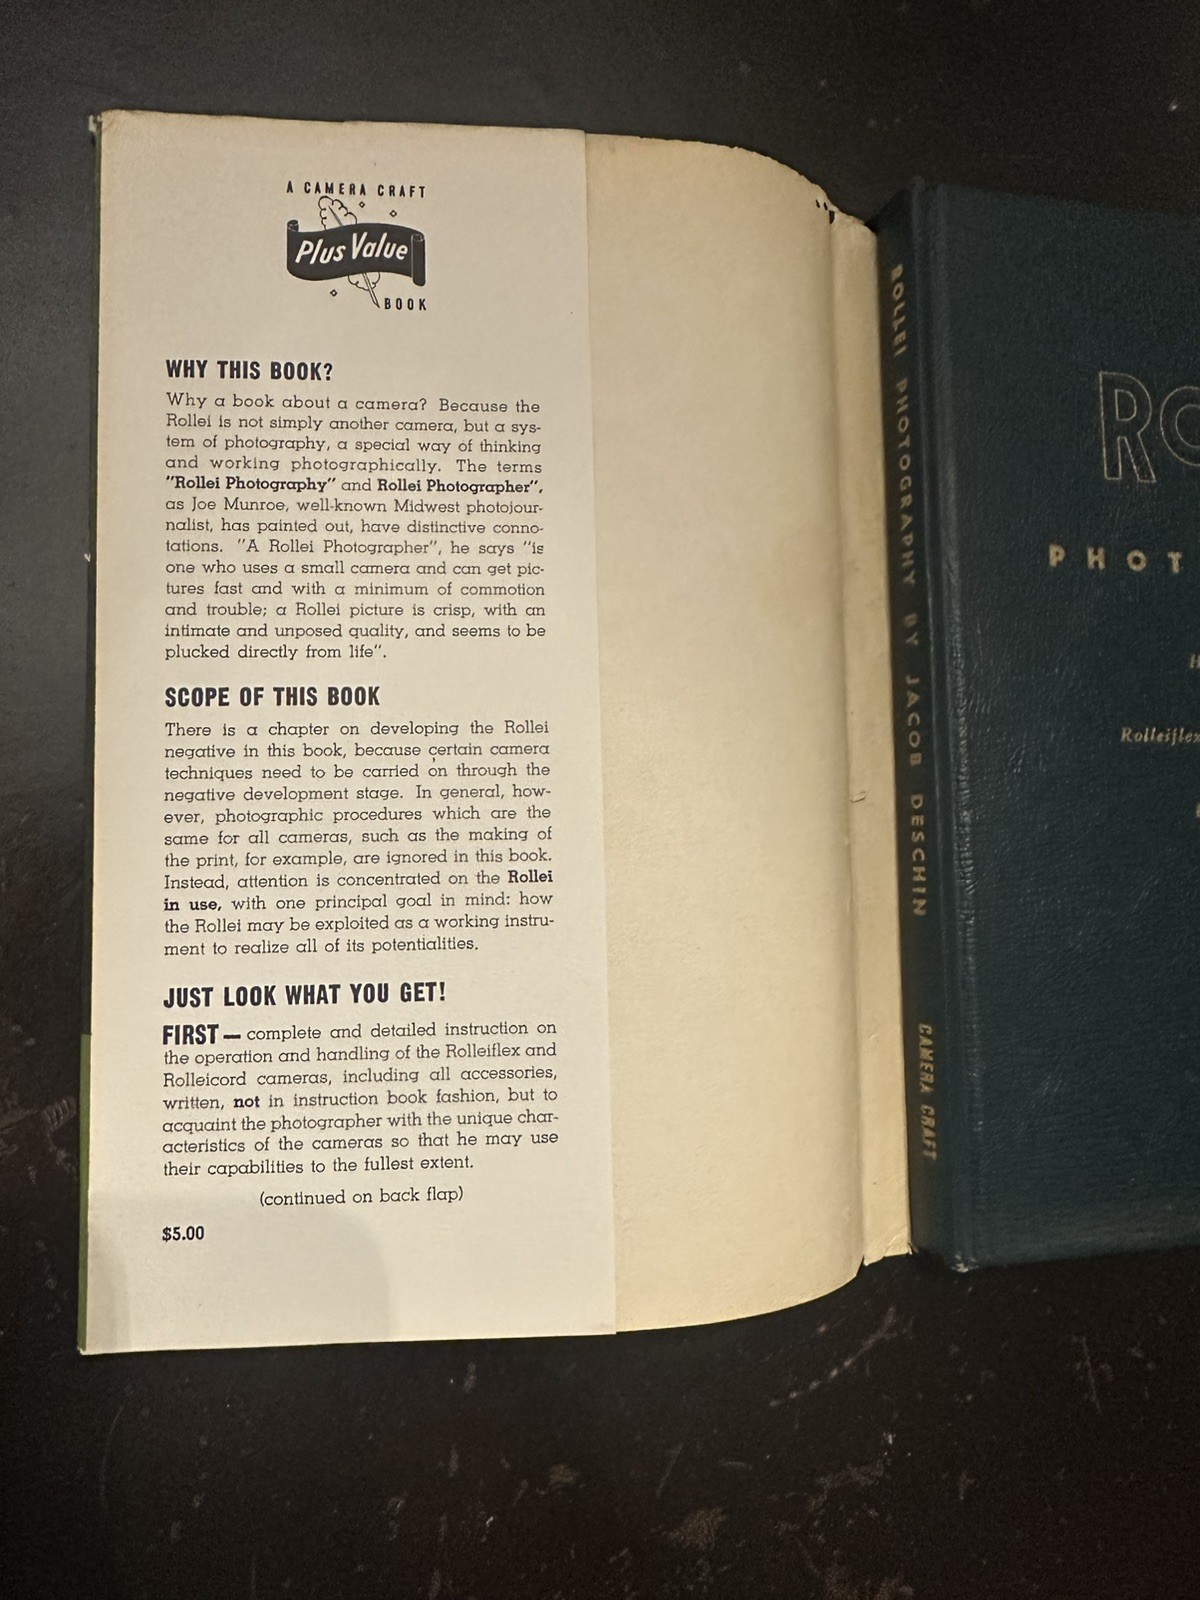 A CAMERA CRAFT
Plus Value
BOOK
WHY THIS BOOK?
Why a book about a camera? Because the
Rollei is not simply another camera, but a sys-
tem of photography, a special way of thinking
and working photographically. The terms
"Rollei Photography" and Rollei Photographer",
as Joe Munroe, well-known Midwest photojour-
nalist, has painted out, have distinctive conno-
tations. "A Rollei Photographer", he says "is
one who uses a small camera and can get pic-
tures fast and with a minimum of commotion
and trouble; a Rollei picture is crisp, with an
intimate and unposed quality, and seems to be
plucked directly from life".
SCOPE OF THIS BOOK
There is a chapter on developing the Rollei
negative in this book, because certain camera
techniques need to be carried on through the
negative development stage. In general, how-
ever, photographic procedures which are the
same for all cameras, such as the making of
the print, for example, are ignored in this book.
Instead, attention is concentrated on the Rollei
in use, with one principal goal in mind: how
the Rollei may be exploited as a working instru-
ment to realize all of its potentialities.
JUST LOOK WHAT YOU GET!
FIRST — complete and detailed instruction on
the operation and handling of the Rolleiflex and
Rolleicord cameras, including all accessories,
written, not in instruction book fashion, but to
acquaint the photographer with the unique char-
acteristics of the cameras so that he may use
their capabilities to the fullest extent.
(continued on back flap)
$5.00
ROLLEI PHOTOGRAPHY BY JACOB DESCHIN
CAMERA CRAFT
RO
PHOT
H
Rolleiflex